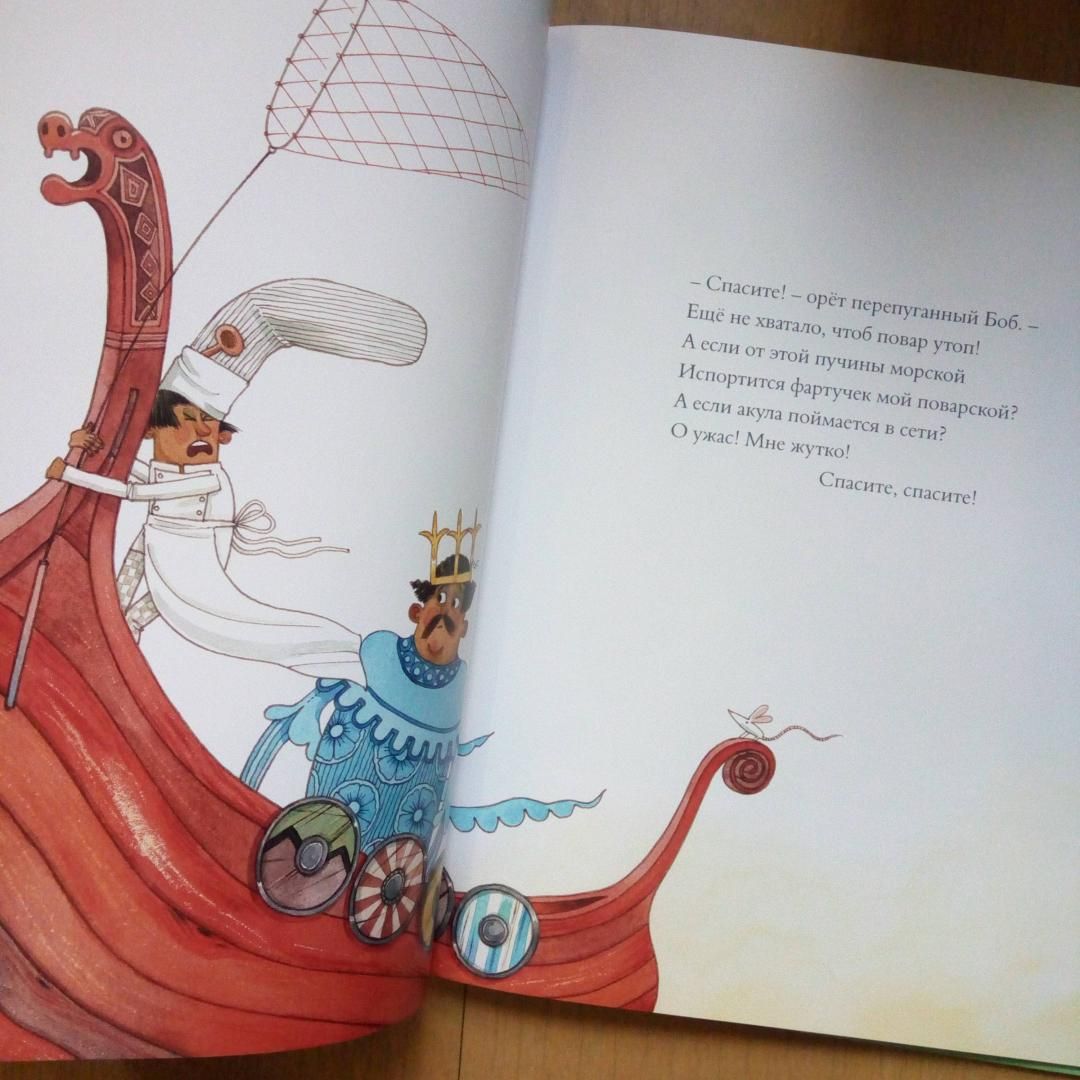 – Спасите! – орёт перепуганный Боб. –
Ещё не хватало, чтоб повар утоп!
А если от этой пучины морской
Испортится фартучек мой поварской?
А если акула поймается в сети?
О ужас! Мне жутко!
Спасите, спасите!